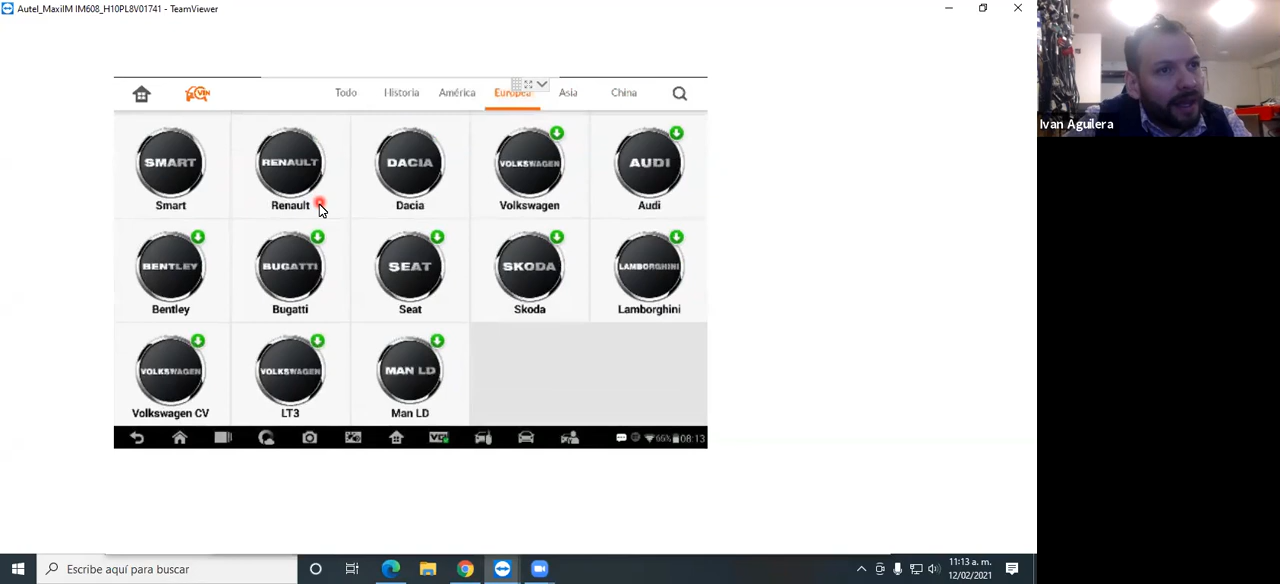 Autel_MaxiIM IM608_H10PL8V01741 - TeamViewer
Ivan Aguilera
VIN Todo Historia América Europea Asia China
SMART RENAULT DACIA VOLKSWAGEN AUDI
Smart Renault Dacia Volkswagen Audi
BENTLEY BUGATTI SEAT SKODA LAMBORGHINI
Bentley Bugatti Seat Skoda Lamborghini
VOLKSWAGEN VOLKSWAGEN MAN LD
Volkswagen CV LT3 Man LD
66% 08:13
Escribe aquí para buscar
11:13 a. m.
12/02/2021